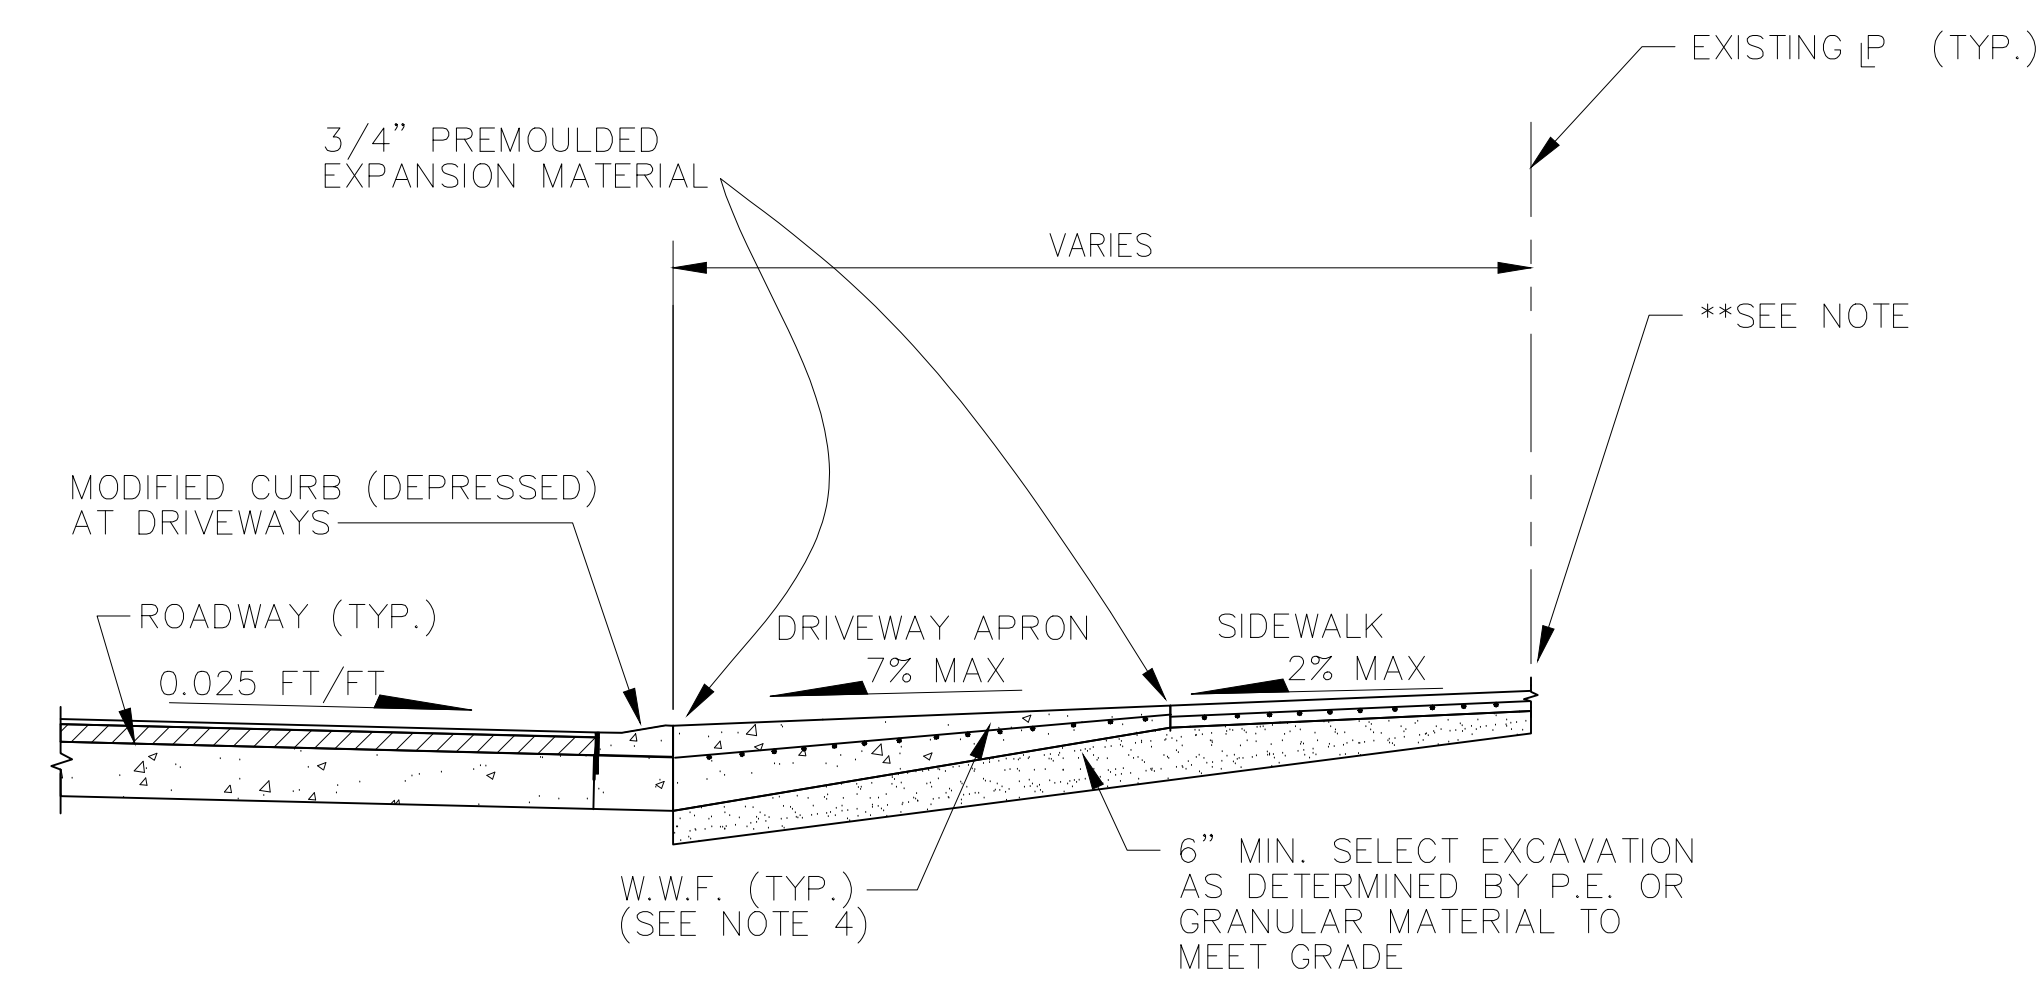 EXISTING PL (TYP.)
3/4" PREMOULDED
EXPANSION MATERIAL
VARIES
**SEE NOTE
MODIFIED CURB (DEPRESSED)
AT DRIVEWAYS
ROADWAY (TYP.)
0.025 FT/FT
DRIVEWAY APRON
7% MAX
SIDEWALK
2% MAX
W.W.F. (TYP.)
(SEE NOTE 4)
6" MIN. SELECT EXCAVATION
AS DETERMINED BY P.E. OR
GRANULAR MATERIAL TO
MEET GRADE